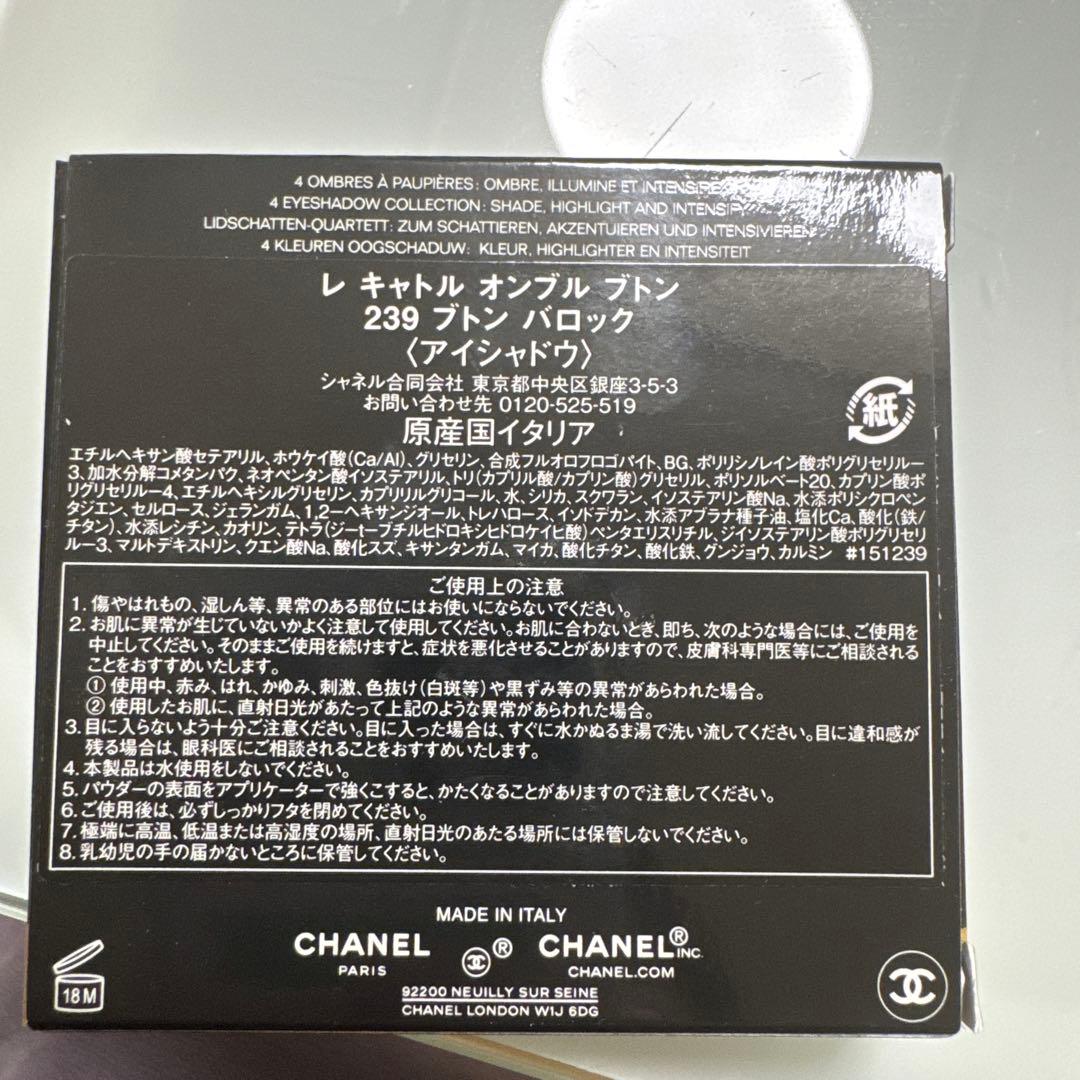 4 OMBRES À PAUPIÈRES : OMBRE, ILLUMINE ET
4 EYESHADOW COLLECTION : SHADE, HIGHLIGHT AND INTENSIFY
LIDSCHATTEN-QUARTETT: ZUM SCHATTIEREN, AKZENTUIEREN UND INTENSIVIEREN
4 KLEUREN OOGSCHADUW: KLEUR, HIGHLIGHTER EN INTENSITEIT
レ キャトル オンブル ブトン
239 ブトン バロック
〈アイシャドウ〉
シャネル合同会社 東京都中央区銀座3-5-3
お問い合わせ先 0120-525-519
原産国イタリア
紙
エチルヘキサン酸セテアリル、ホウケイ酸(Ca/Al)、グリセリン、合成フルオロフロゴパイト、BG、ポリリシノレイン酸ポリグリセリルー
3、加水分解コメタンパク、ネオペンタン酸イソステアリル、トリ(カプリル酸/カプリン酸)グリセリル、ポリソルベート20、カプリン酸ポ
リグリセリルー4、エチルヘキシルグリセリン、カプリリルグリコール、水、シリカ、スクワラン、イソステアリン酸Na、水添ポリシクロペン
タジエン、セルロース、ジェランガム、1,2ーヘキサンジオール、トレハロース、イソドデカン、水添アブラナ種子油、塩化Ca、酸化(鉄/
チタン)、水添レシチン、カオリン、テトラ(ジーtーブチルヒドロキシヒドロケイヒ酸)ペンタエリスリチル、ジイソステアリン酸ポリグリセリ
ルー3、マルトデキストリン、クエン酸Na、酸化スズ、キサンタンガム、マイカ、酸化チタン、酸化鉄、グンジョウ、カルミン #151239
ご使用上の注意
1. 傷やはれもの、湿しん等、異常のある部位にはお使いにならないでください。
2. お肌に異常が生じていないかよく注意して使用してください。お肌に合わないとき、即ち、次のような場合には、ご使用を
中止してください。そのままご使用を続けますと、症状を悪化させることがありますので、皮膚科専門医等にご相談される
ことをおすすめいたします。
① 使用中、赤み、はれ、かゆみ、刺激、色抜け(白斑等)や黒ずみ等の異常があらわれた場合。
② 使用したお肌に、直射日光があたって上記のような異常があらわれた場合。
3. 目に入らないよう十分ご注意ください。目に入った場合は、すぐに水かぬるま湯で洗い流してください。目に違和感が
残る場合は、眼科医にご相談されることをおすすめいたします。
4. 本製品は水使用をしないでください。
5. パウダーの表面をアプリケーターで強くこすると、かたくなることがありますので注意してください。
6. ご使用後は、必ずしっかりフタを閉めてください。
7. 極端に高温、低温または高湿度の場所、直射日光のあたる場所には保管しないでください。
8. 乳幼児の手の届かないところに保管してください。
MADE IN ITALY
CHANEL ® CHANEL® INC.
PARIS CHANEL.COM
92200 NEUILLY SUR SEINE
CHANEL LONDON W1J 6DG
18 M